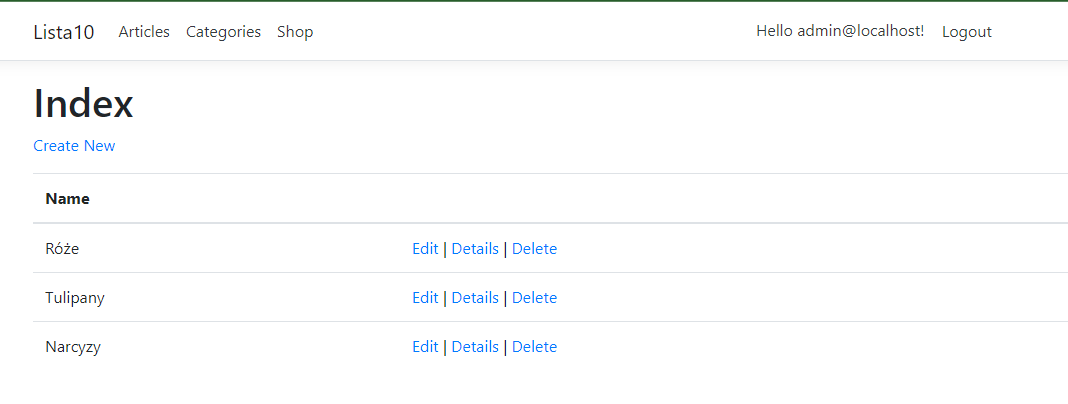 Lista10 Articles Categories Shop Hello admin@localhost! Logout
Index
Create New
Name
Róże Edit | Details | Delete
Tulipany Edit | Details | Delete
Narcyzy Edit | Details | Delete